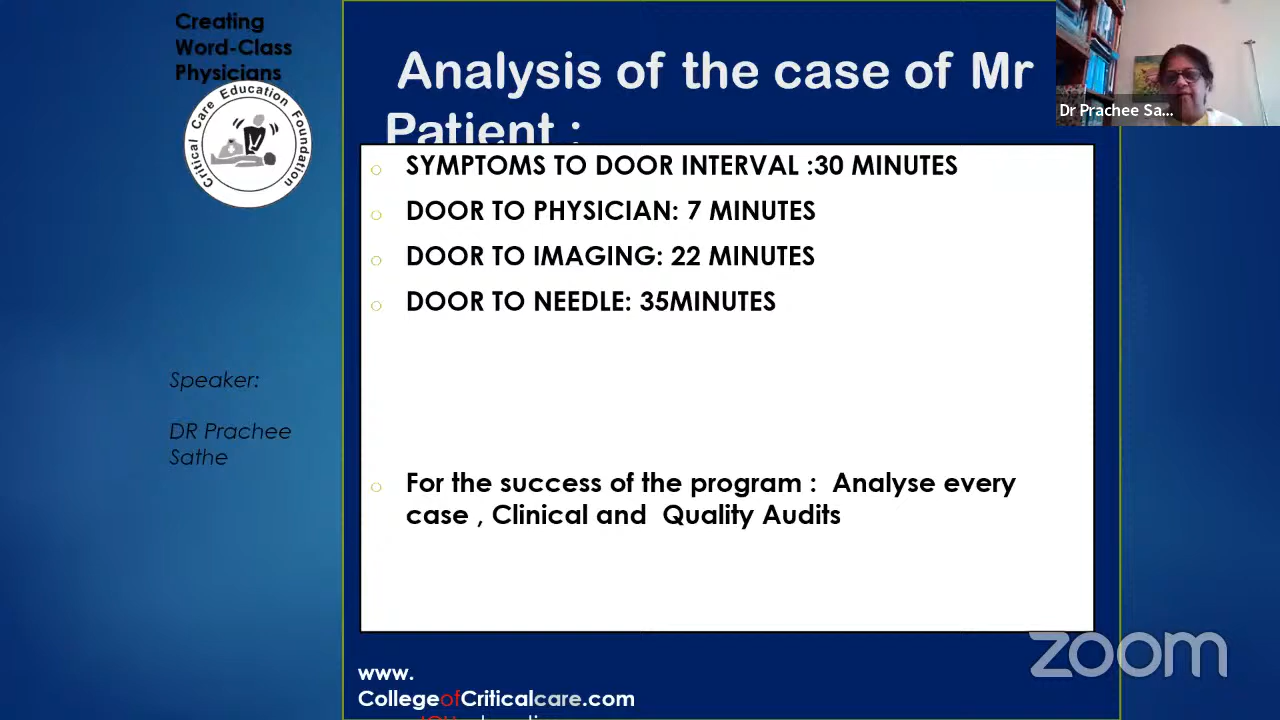 Creating
Word-Class
Physicians
Critical Care Education Foundation
Speaker:
DR Prachee
Sathe
Analysis of the case of Mr
Patient :
SYMPTOMS TO DOOR INTERVAL :30 MINUTES
DOOR TO PHYSICIAN: 7 MINUTES
DOOR TO IMAGING: 22 MINUTES
DOOR TO NEEDLE: 35MINUTES
For the success of the program : Analyse every
case , Clinical and Quality Audits
Dr Prachee Sa...
www.
CollegeofCriticalcare.com
zoom